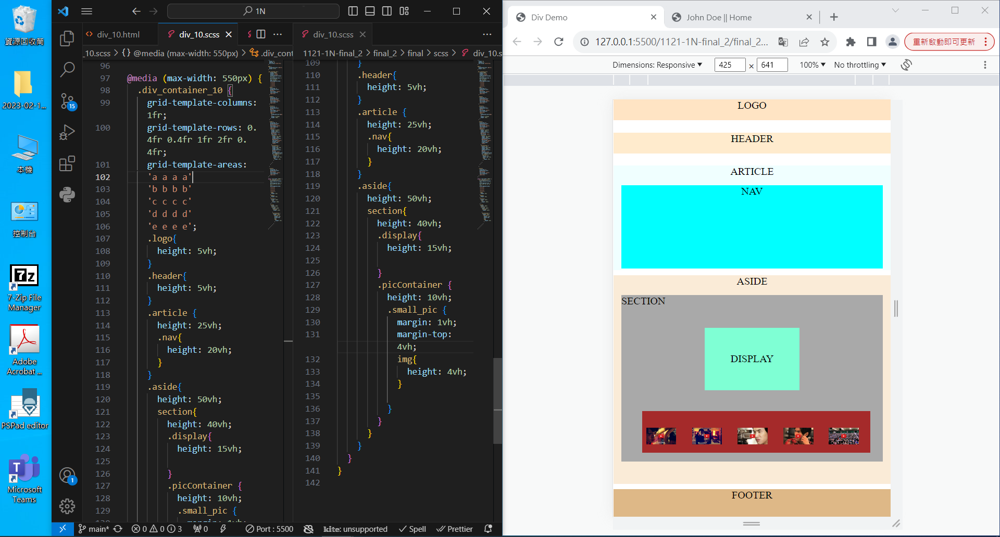 資源回收筒
2023-02-1...
本機
控制台
7-Zip File
Manager
Adobe
Acrobat ...
PSPad editor
Microsoft
Teams
1N
div_10.html
div_10.scss
_10.scss > {} @media (max-width: 550px) > .div_cont
96
97 @media (max-width: 550px) {
98 .div_container_10 {
99 grid-template-columns:
1fr;
100 grid-template-rows: 0.
4fr 0.4fr 1fr 2fr 0.
4fr;
101 grid-template-areas:
102 'a a a a'
103 'b b b b'
104 'c c c c'
105 'd d d d'
106 'e e e e';
107 .logo{
108 height: 5vh;
109 }
110 .header{
111 height: 5vh;
112 }
113 .article {
114 height: 25vh;
115 .nav{
116 height: 20vh;
117 }
118 }
119 .aside{
120 height: 50vh;
121 section{
122 height: 40vh;
123 .display{
124 height: 15vh;
125
126 }
127 .picContainer {
128 height: 10vh;
129 .small_pic {
div_10.scss
1121-1N-final_2 > final_2 > final > scss > div_10.s
109 }
110 .header{
111 height: 5vh;
112 }
113 .article {
114 height: 25vh;
115 .nav{
116 height: 20vh;
117 }
118 }
119 .aside{
120 height: 50vh;
121 section{
122 height: 40vh;
123 .display{
124 height: 15vh;
125
126 }
127 .picContainer {
128 height: 10vh;
129 .small_pic {
130 margin: 1vh;
131 margin-top:
4vh;
132 img{
133 height: 4vh;
134 }
135
136 }
137 }
138 }
139 }
140 }
141 }
142
15
1
main* 0 0 3 0 Port : 5500 kite: unsupported Spell Prettier
Div Demo
John Doe || Home
127.0.0.1:5500/1121-1N-final_2/final_2...
重新啟動即可更新
Dimensions: Responsive 425 × 641 100% No throttling
LOGO
HEADER
ARTICLE
NAV
ASIDE
SECTION
DISPLAY
FOOTER